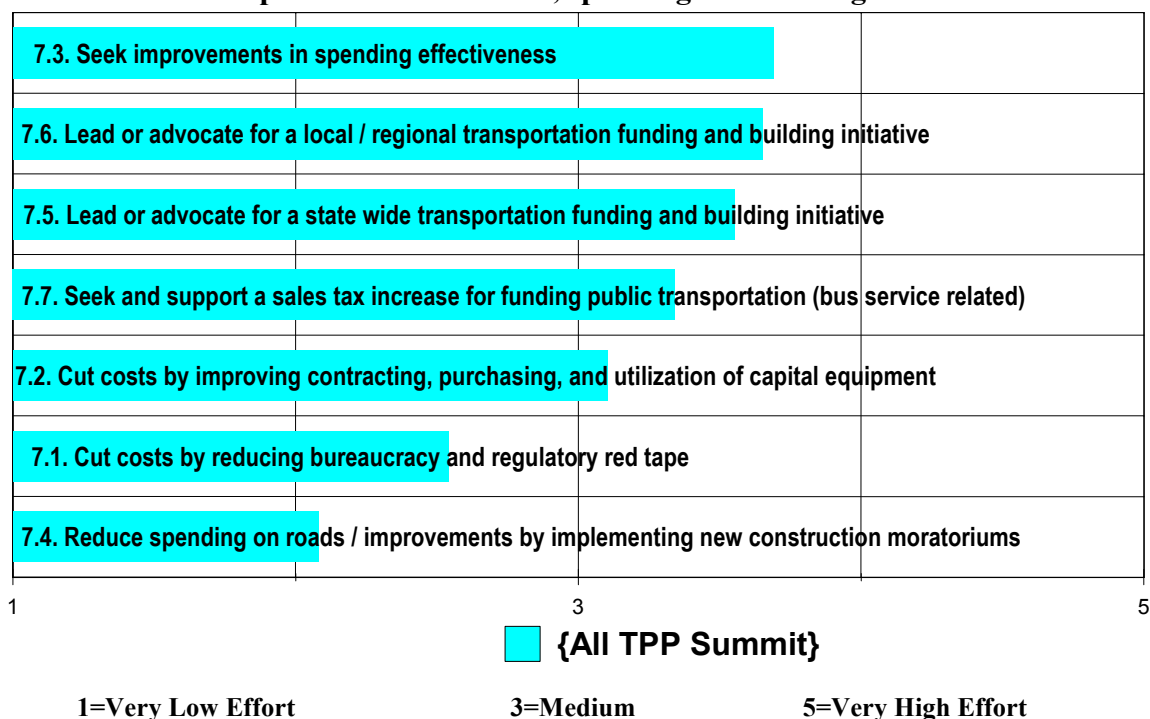 7.3. Seek improvements in spending effectiveness
7.6. Lead or advocate for a local / regional transportation funding and building initiative
7.5. Lead or advocate for a state wide transportation funding and building initiative
7.7. Seek and support a sales tax increase for funding public transportation (bus service related)
7.2. Cut costs by improving contracting, purchasing, and utilization of capital equipment
7.1. Cut costs by reducing bureaucracy and regulatory red tape
7.4. Reduce spending on roads / improvements by implementing new construction moratoriums
1 3 5
{All TPP Summit}
1=Very Low Effort 3=Medium 5=Very High Effort